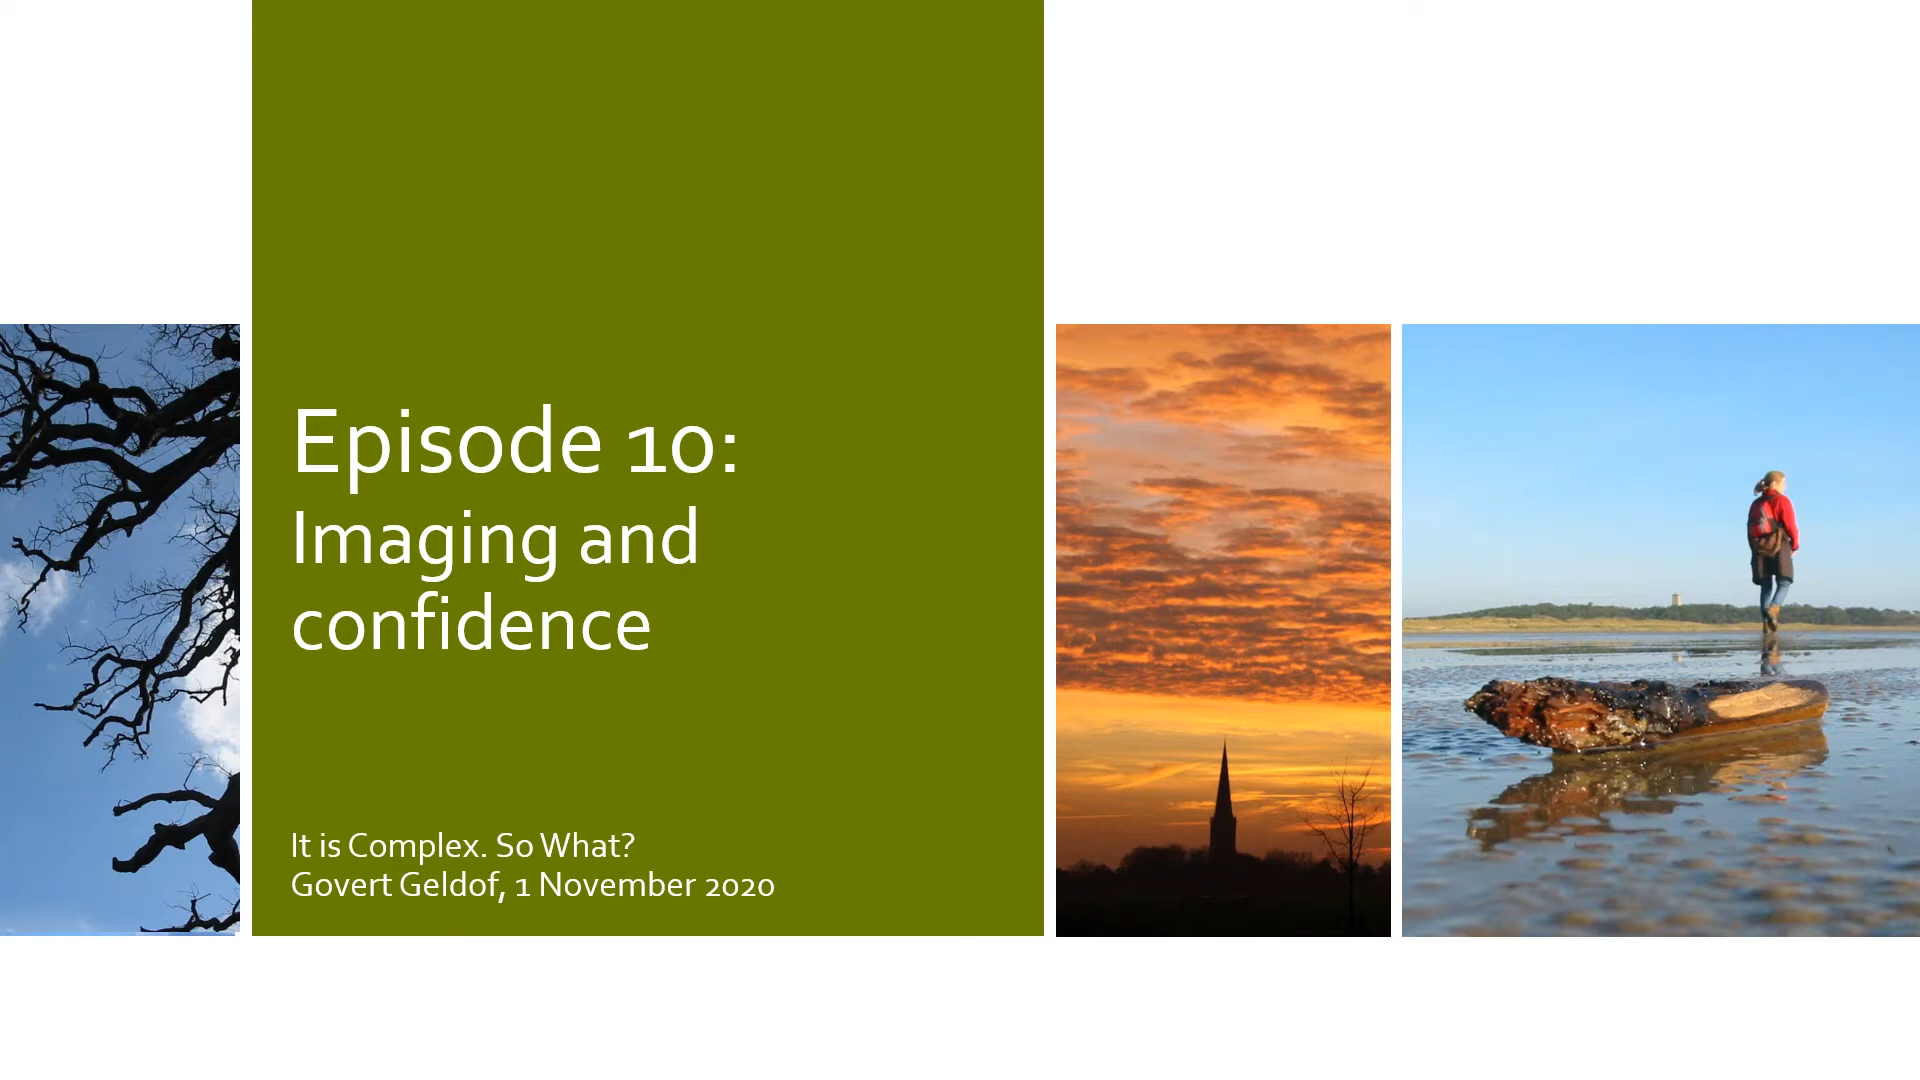 Episode 10:
Imaging and
confidence
It is Complex. So What?
Govert Geldof, 1 November 2020